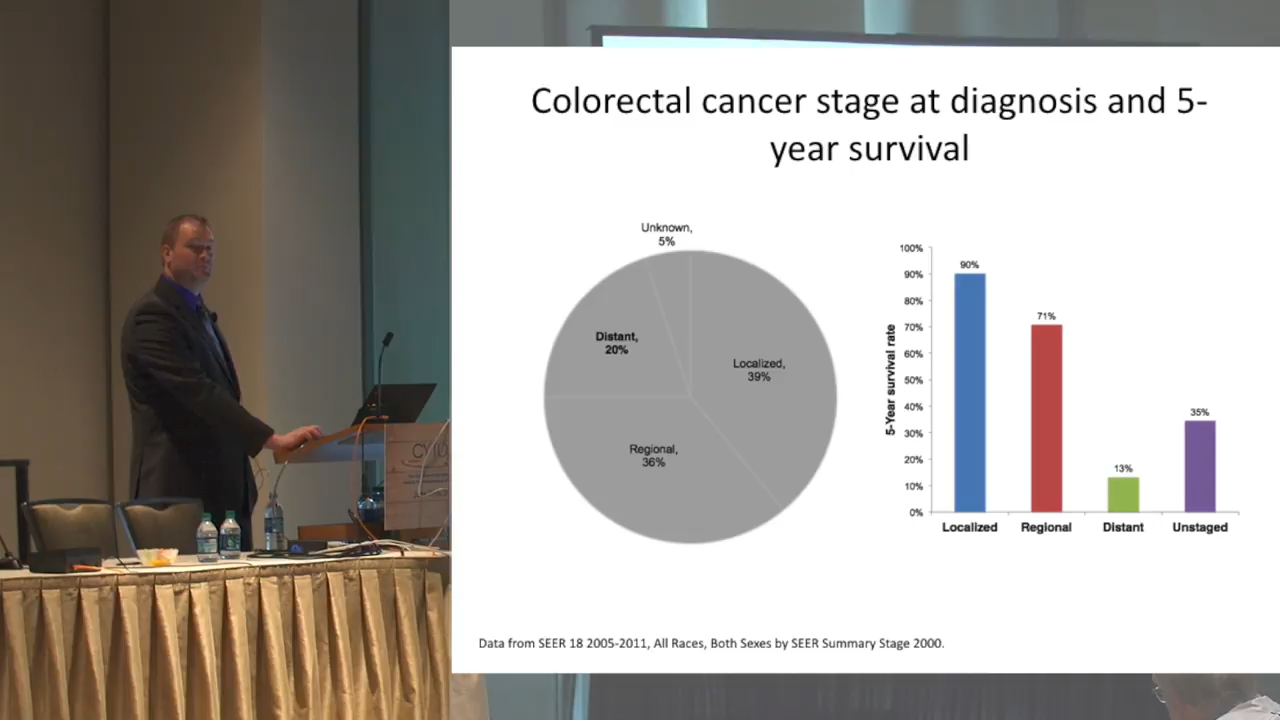 Colorectal cancer stage at diagnosis and 5-
year survival
Unknown,
5%
Distant,
20%
Localized,
39%
Regional,
36%
5-Year survival rate
100%
90%
80%
70%
60%
50%
40%
30%
20%
10%
0%
90%
71%
13%
35%
Localized
Regional
Distant
Unstaged
Data from SEER 18 2005-2011, All Races, Both Sexes by SEER Summary Stage 2000.